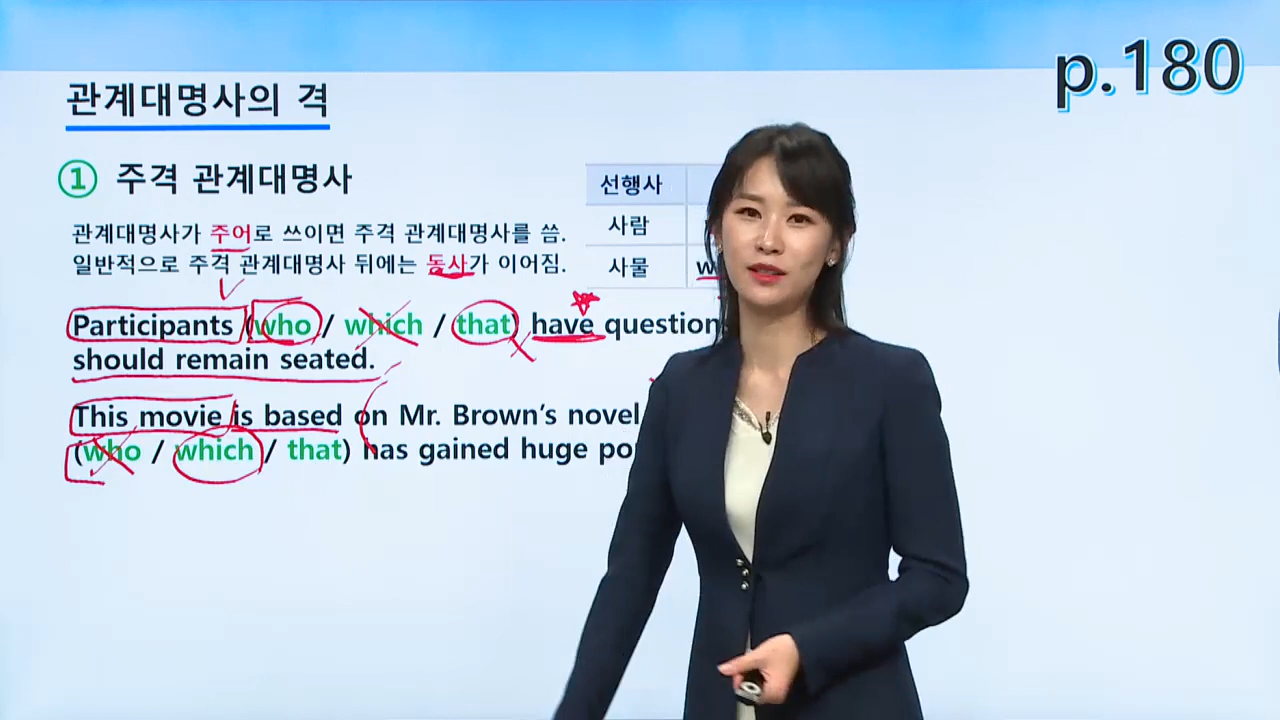 p.180
관계대명사의 격
① 주격 관계대명사
관계대명사가 주어로 쓰이면 주격 관계대명사를 씀.
일반적으로 주격 관계대명사 뒤에는 동사가 이어짐.
선행사
사람
사물 w
Participants (who / which / that) have question
should remain seated.
This movie is based on Mr. Brown's novel
(who / which / that) has gained huge po